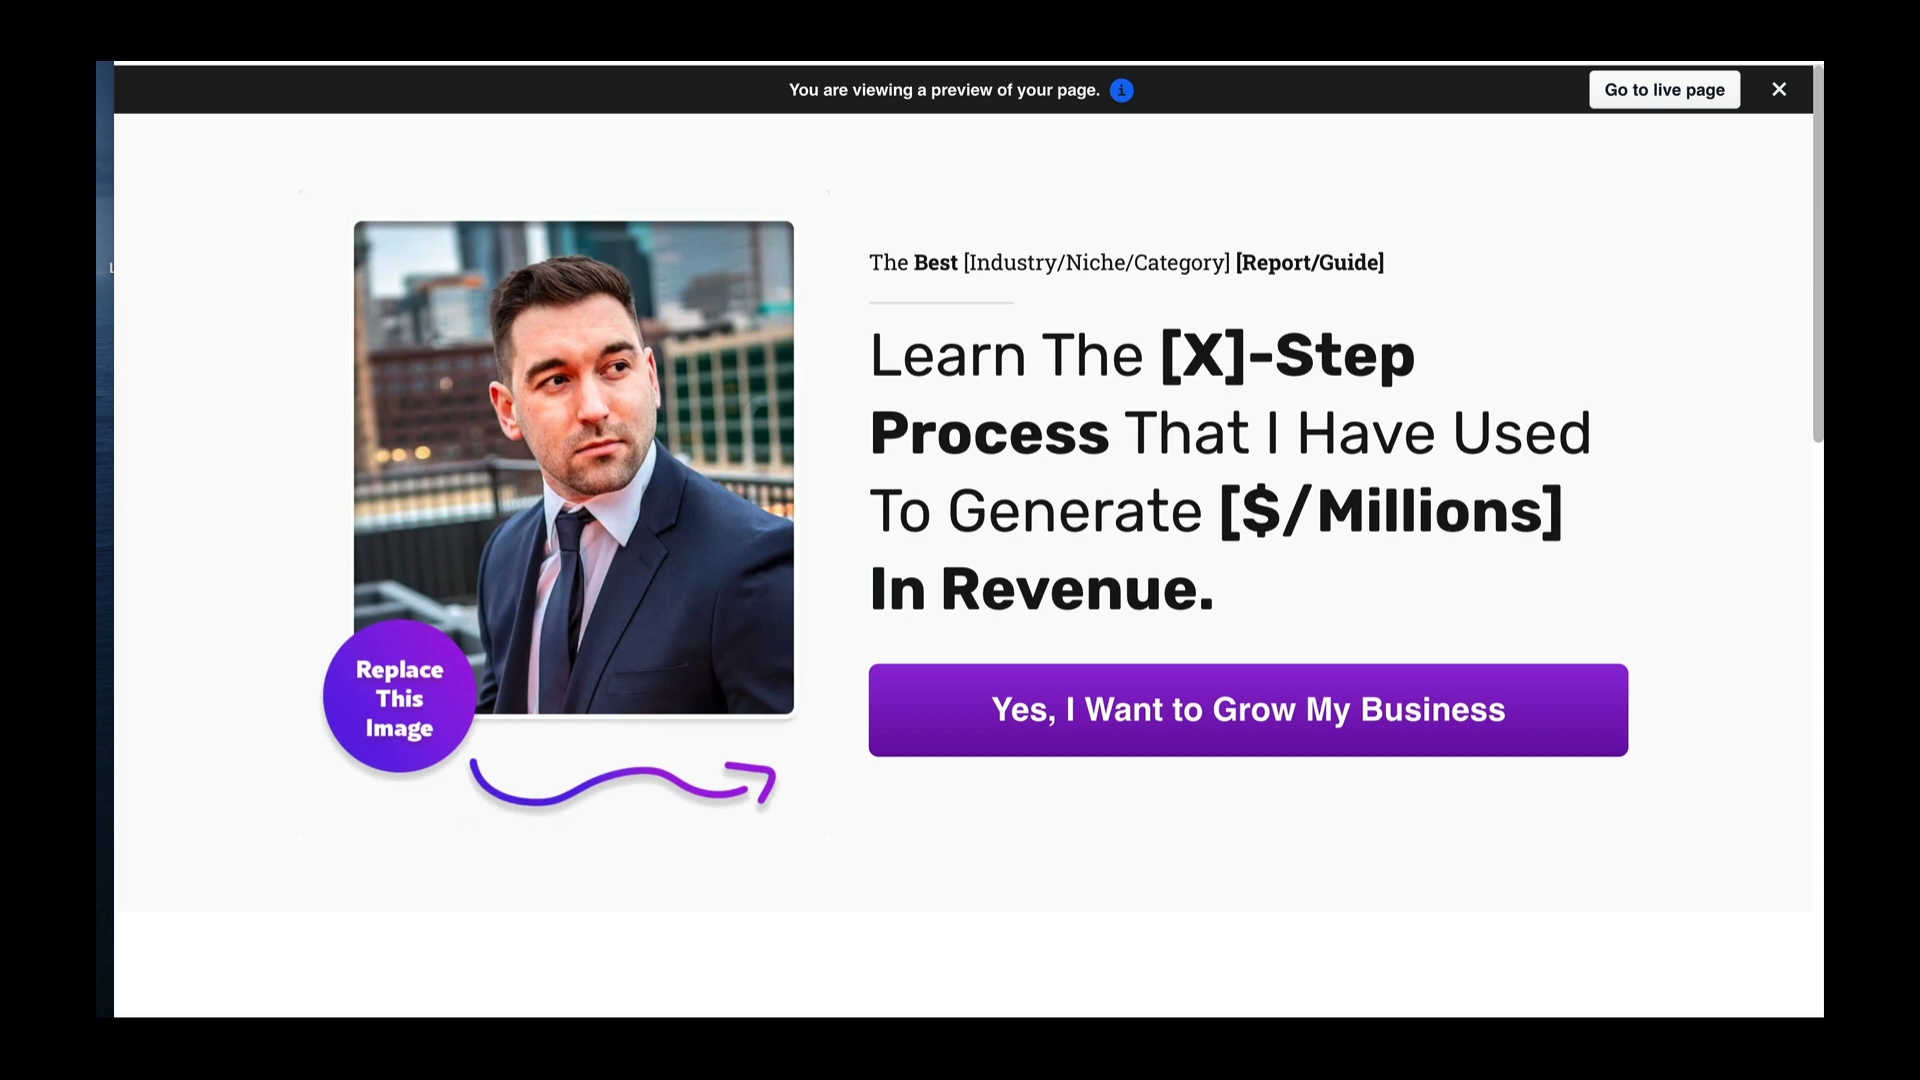 You are viewing a preview of your page.
Go to live page
The Best [Industry/Niche/Category] [Report/Guide]
Learn The [X]-Step
Process That I Have Used
To Generate [$/Millions]
In Revenue.
Replace
This
Image
Yes, I Want to Grow My Business